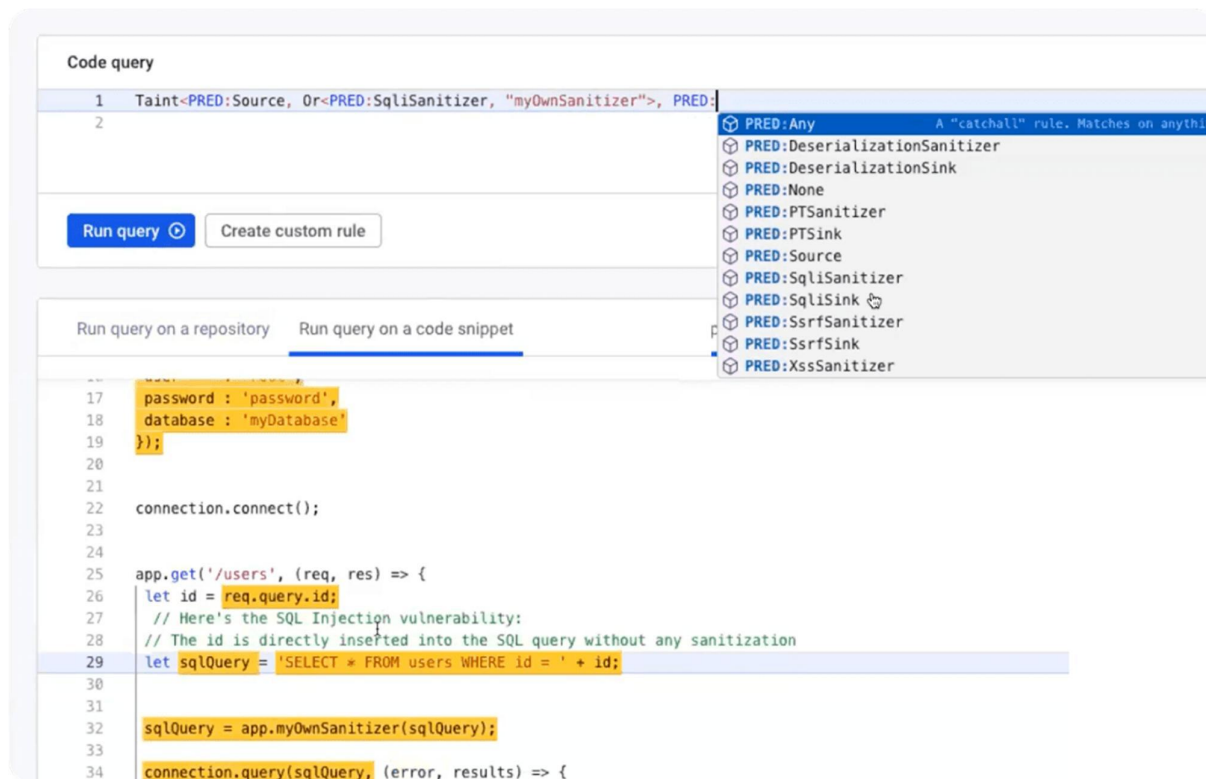 Code query
1 Taint<PRED:Source, Or<PRED:SqliSanitizer, "myOwnSanitizer">, PRED:
2
PRED:Any A "catchall" rule. Matches on anythi
PRED:DeserializationSanitizer
PRED:DeserializationSink
PRED:None
PRED:PTSanitizer
PRED:PTSink
PRED:Source
PRED:SqliSanitizer
PRED:SqliSink
PRED:SsrfSanitizer
PRED:SsrfSink
PRED:XssSanitizer
Run query Create custom rule
Run query on a repository Run query on a code snippet
17 password : 'password',
18 database : 'myDatabase'
19 });
20
21
22 connection.connect();
23
24
25 app.get('/users', (req, res) => {
26 let id = req.query.id;
27 // Here's the SQL Injection vulnerability:
28 // The id is directly inserted into the SQL query without any sanitization
29 let sqlQuery = 'SELECT * FROM users WHERE id = ' + id;
30
31
32 sqlQuery = app.myOwnSanitizer(sqlQuery);
33
34 connection.query(sqlQuery, (error, results) => {